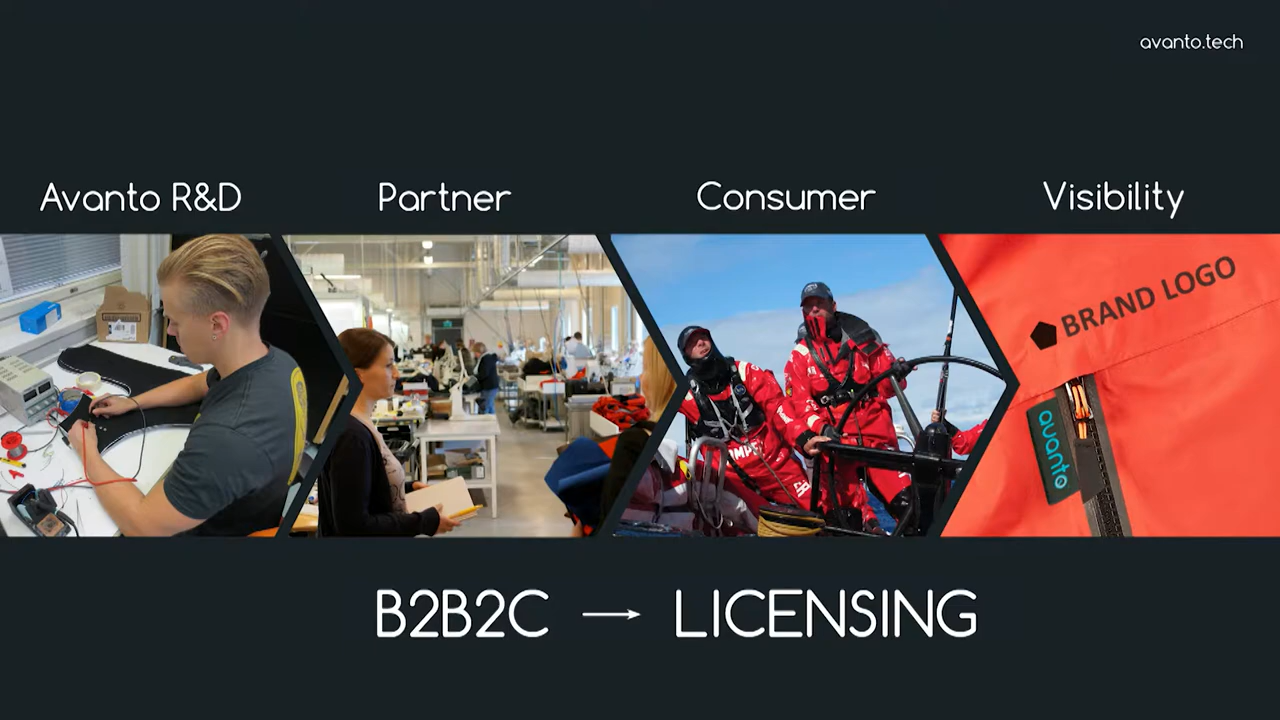 avanto.tech
Avanto R&D
Partner
Consumer
Visibility
BRAND LOGO
avanto
B2B2C → LICENSING